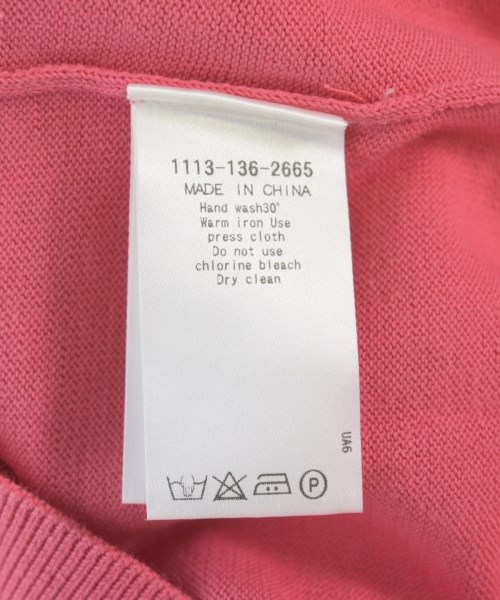 1113-136-2665
MADE IN CHINA
Hand wash30°
Warm iron Use
press cloth
Do not use
chlorine bleach
Dry clean
UA6
P